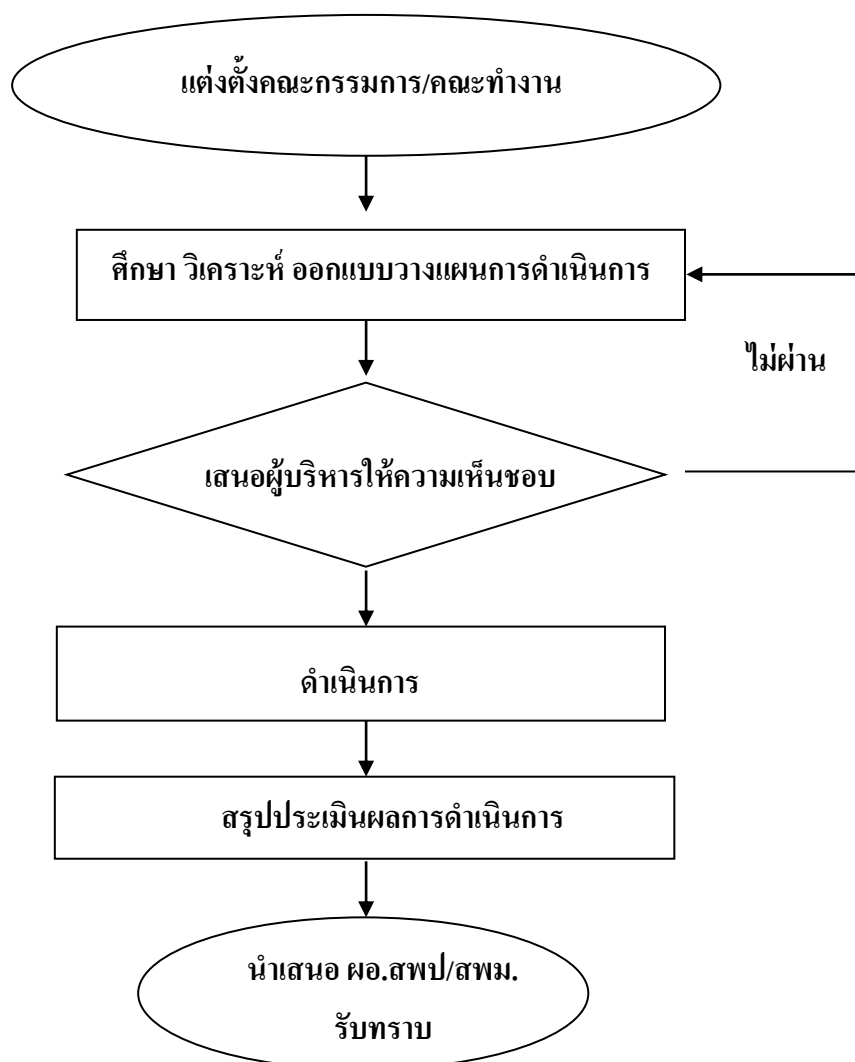 แต่งตั้งคณะกรรมการ/คณะทำงาน
ศึกษา วิเคราะห์ ออกแบบวางแผนการดำเนินการ
ไม่ผ่าน
เสนอผู้บริหารให้ความเห็นชอบ
ดำเนินการ
สรุปประเมินผลการดำเนินการ
นำเสนอ ผอ.สพป/สพม.
รับทราบ